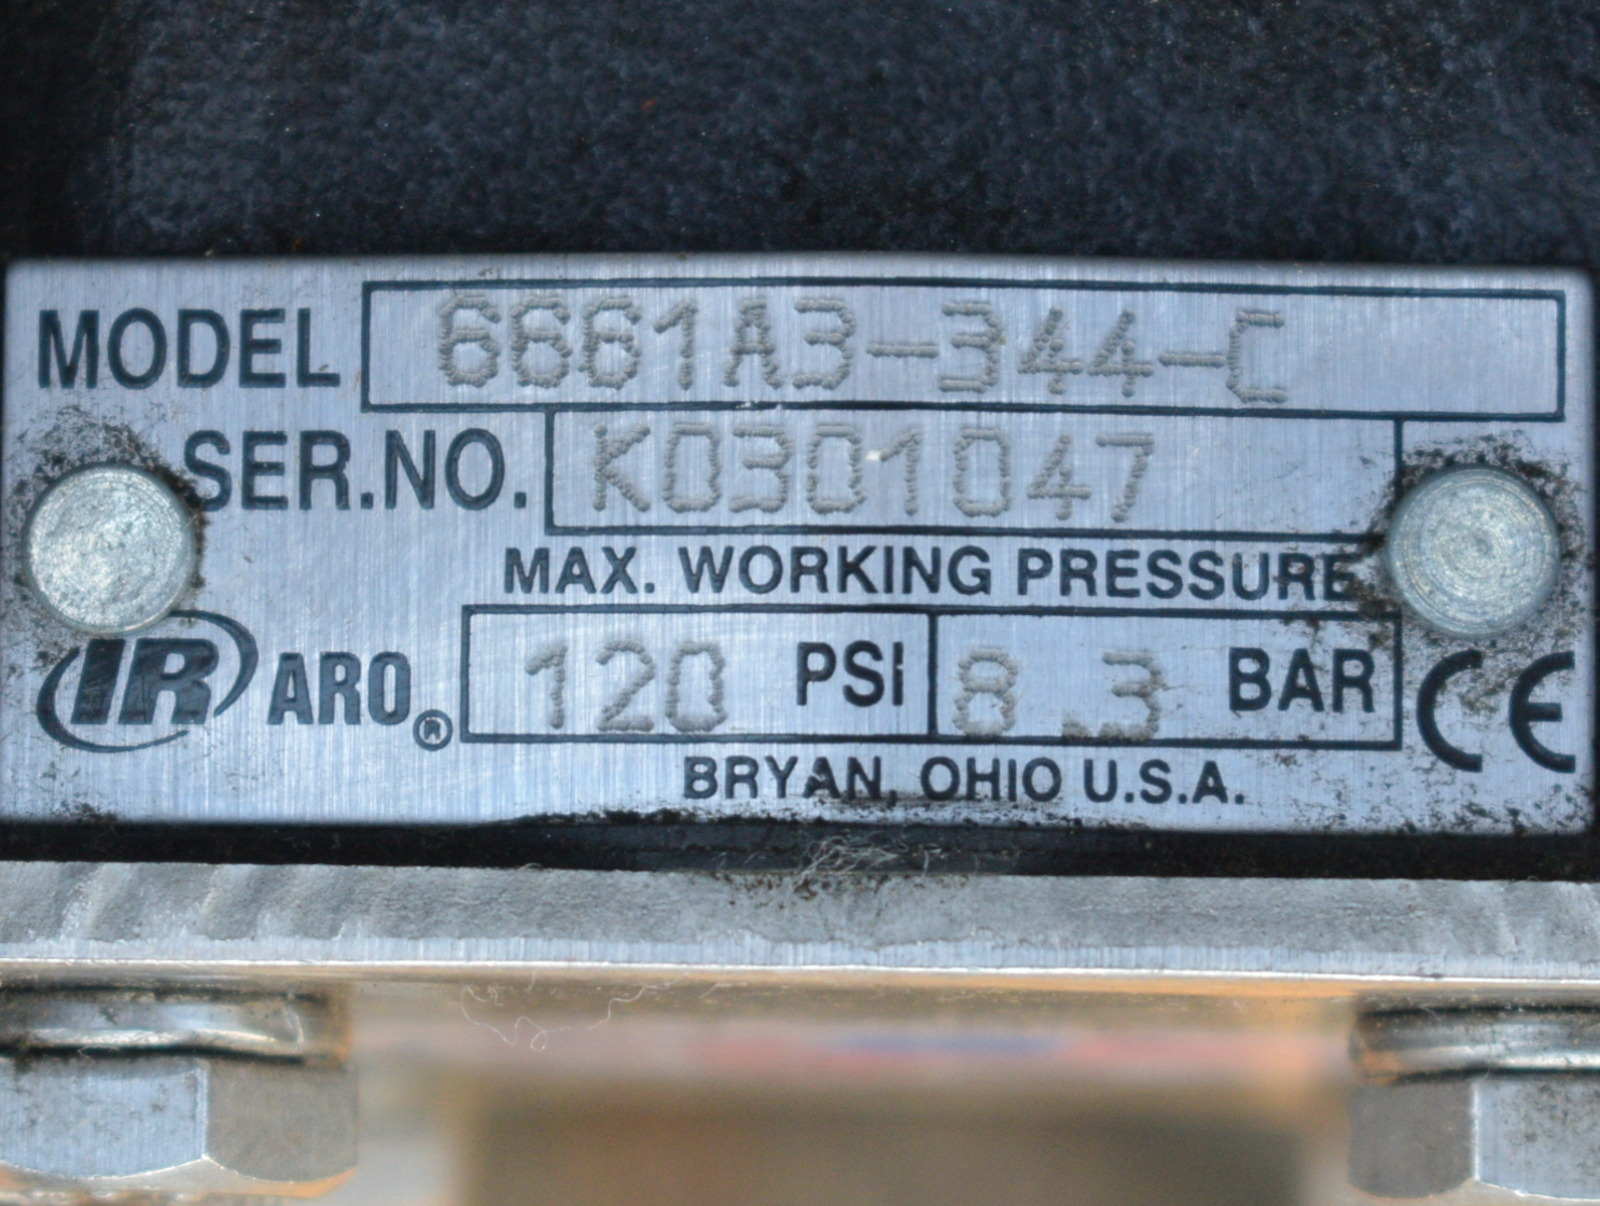 MODEL 6661A3-344-C
SER.NO. K0301047
MAX. WORKING PRESSURE
IR ARO® 120 PSI 8.3 BAR CE
BRYAN, OHIO U.S.A.